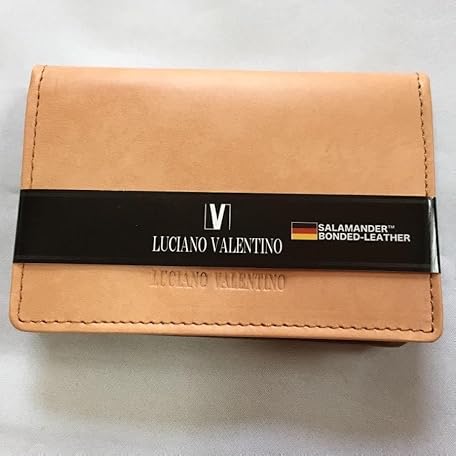 V
LUCIANO VALENTINO
SALAMANDER™
BONDED-LEATHER
LUCIANO VALENTINO